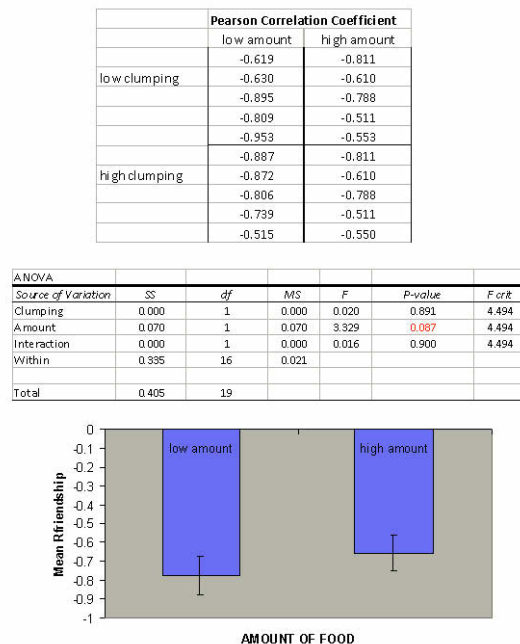 Pearson Correlation Coefficient
low amount high amount
-0.619 -0.811
low clumping -0.630 -0.610
-0.895 -0.788
-0.809 -0.511
-0.953 -0.553
-0.887 -0.811
high clumping -0.872 -0.610
-0.806 -0.788
-0.739 -0.511
-0.515 -0.550
ANOVA
Source of Variation SS df MS F P-value F crit
Clumping 0.000 1 0.000 0.020 0.891 4.494
Amount 0.070 1 0.070 3.329 0.087 4.494
Interaction 0.000 1 0.000 0.016 0.900 4.494
Within 0.335 16 0.021
Total 0.405 19
0
-0.1
-0.2
-0.3
-0.4
-0.5
-0.6
-0.7
-0.8
-0.9
-1
low amount high amount
Mean Rfriendship
AMOUNT OF FOOD